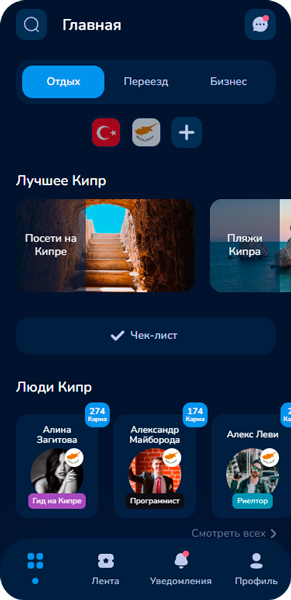 Главная
Отдых
Переезд
Бизнес
Лучшее Кипр
Посети на
Кипре
Пляжи
Кипра
Чек-лист
Люди Кипр
274
Карма
174
Карма
Алина
Загитова
Александр
Майборода
Алекс Леви
Гид на Кипре
Программист
Риелтор
Смотреть всех
Лента
Уведомления
Профиль